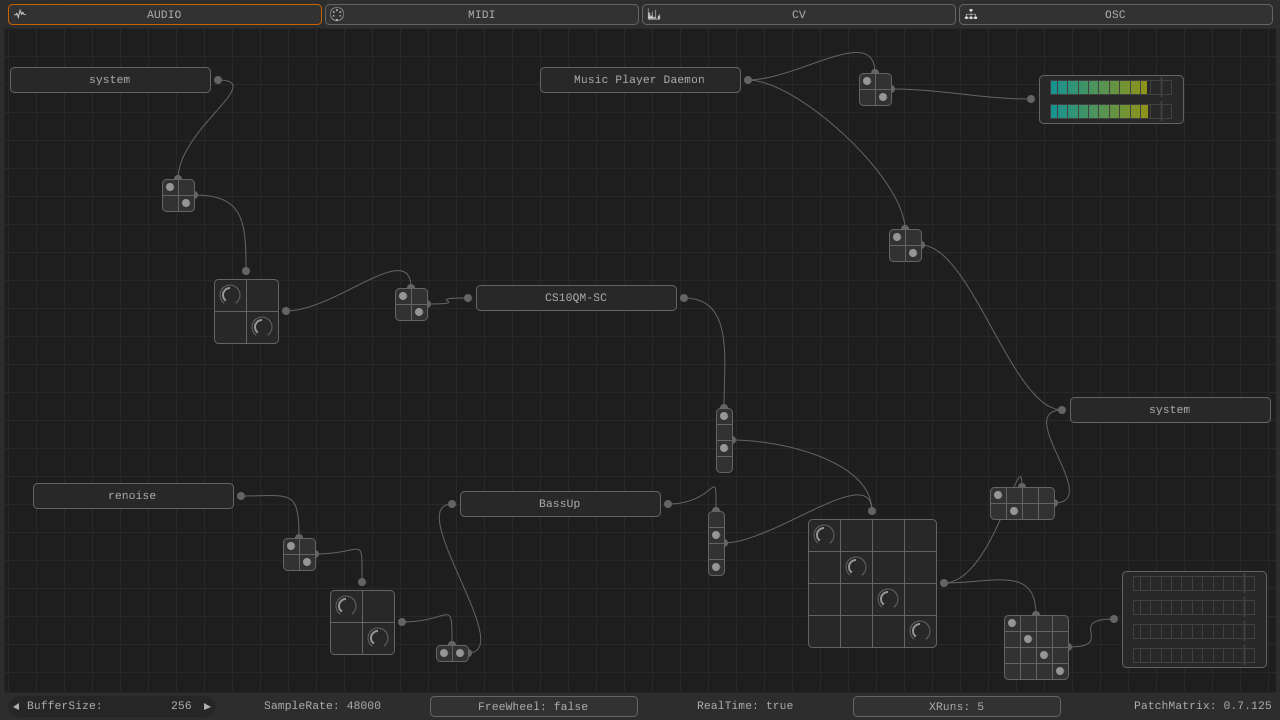 AUDIO
MIDI
CV
OSC
system
Music Player Daemon
CS10QM-SC
system
renoise
BassUp
BufferSize: 256
SampleRate: 48000
FreeWheel: false
RealTime: true
XRuns: 5
PatchMatrix: 0.7.125